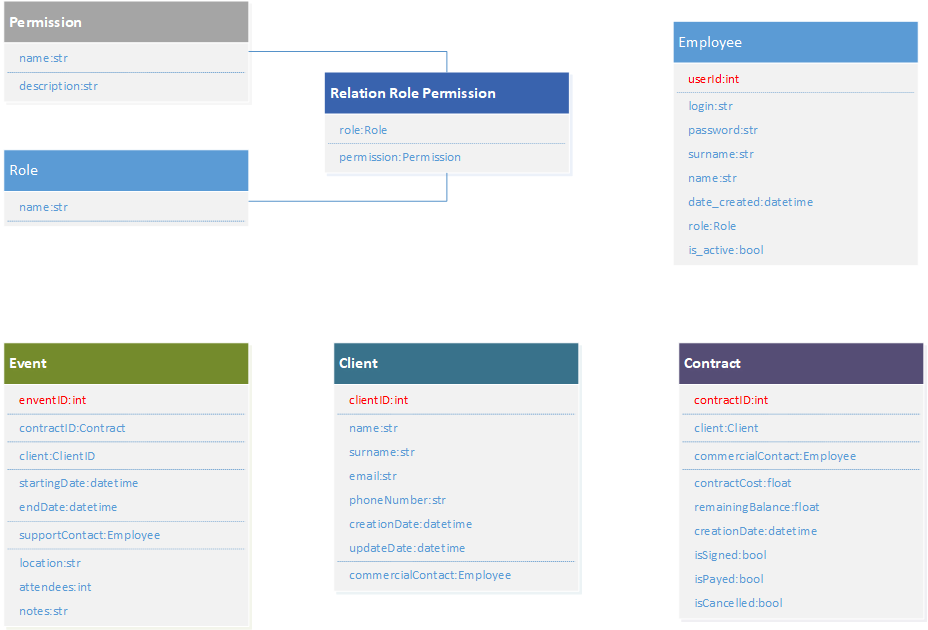 Permission
name:str
description:str
Relation Role Permission
role:Role
permission:Permission
Role
name:str
Employee
userId:int
login:str
password:str
surname:str
name:str
date_created:datetime
role:Role
is_active:bool
Event
enventID:int
contractID:Contract
client:ClientID
startingDate:datetime
endDate:datetime
supportContact:Employee
location:str
attendees:int
notes:str
Client
clientID:int
name:str
surname:str
email:str
phoneNumber:str
creationDate:datetime
updateDate:datetime
commercialContact:Employee
Contract
contractID:int
client:Client
commercialContact:Employee
contractCost:float
remainingBalance:float
creationDate:datetime
isSigned:bool
isPayed:bool
isCancelled:bool